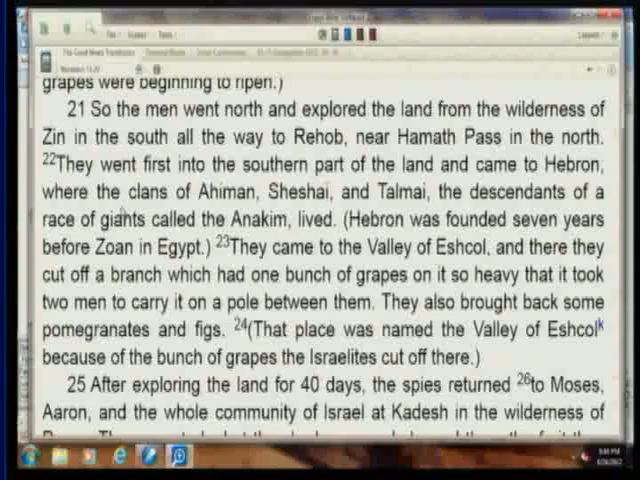 grapes were beginning to ripen.)
21 So the men went north and explored the land from the wilderness of
Zin in the south all the way to Rehob, near Hamath Pass in the north.
22They went first into the southern part of the land and came to Hebron,
where the clans of Ahiman, Sheshai, and Talmai, the descendants of a
race of giants called the Anakim, lived. (Hebron was founded seven years
before Zoan in Egypt.) 23They came to the Valley of Eshcol, and there they
cut off a branch which had one bunch of grapes on it so heavy that it took
two men to carry it on a pole between them. They also brought back some
pomegranates and figs. 24(That place was named the Valley of Eshcolk
because of the bunch of grapes the Israelites cut off there.)
25 After exploring the land for 40 days, the spies returned 26to Moses,
Aaron, and the whole community of Israel at Kadesh in the wilderness of